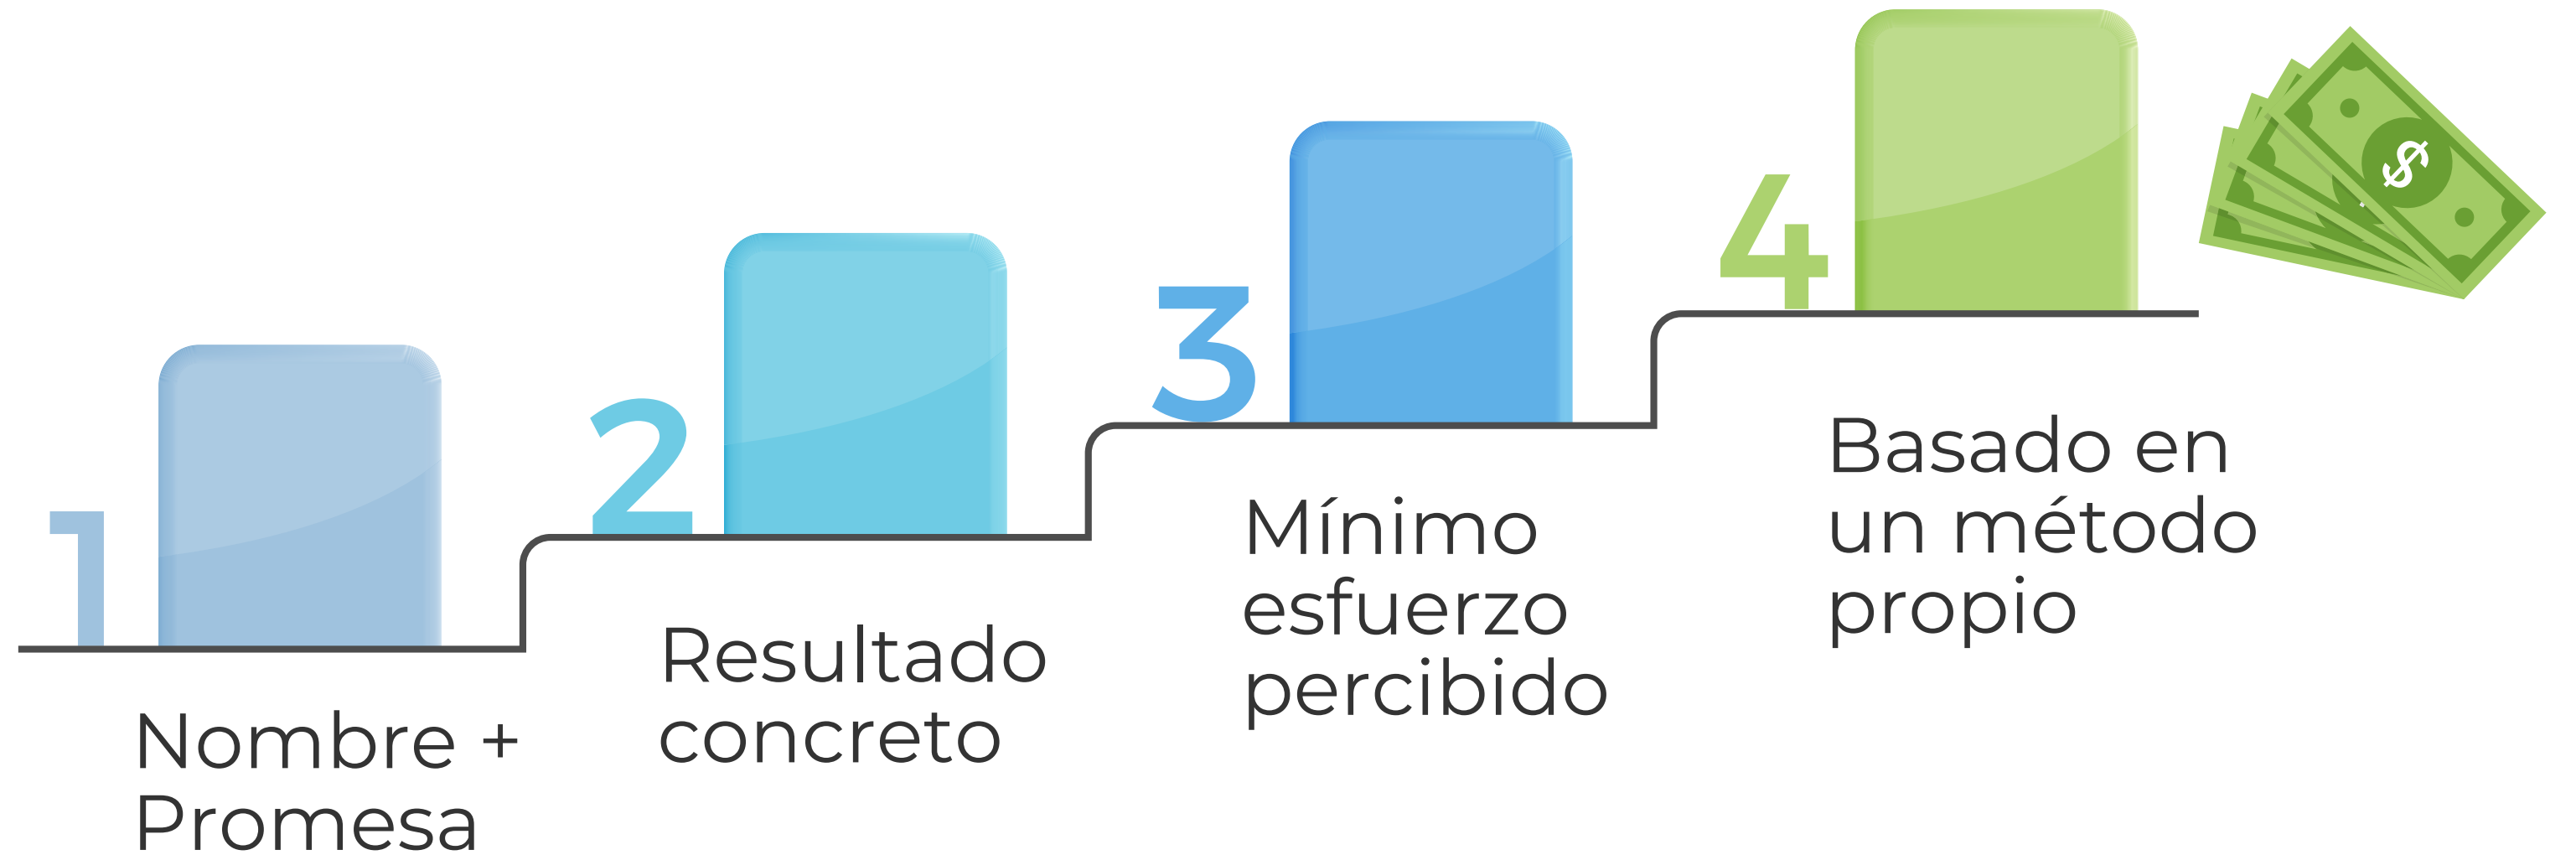 1
Nombre +
Promesa
2
Resultado
concreto
3
Mínimo
esfuerzo
percibido
4
Basado en
un método
propio
$